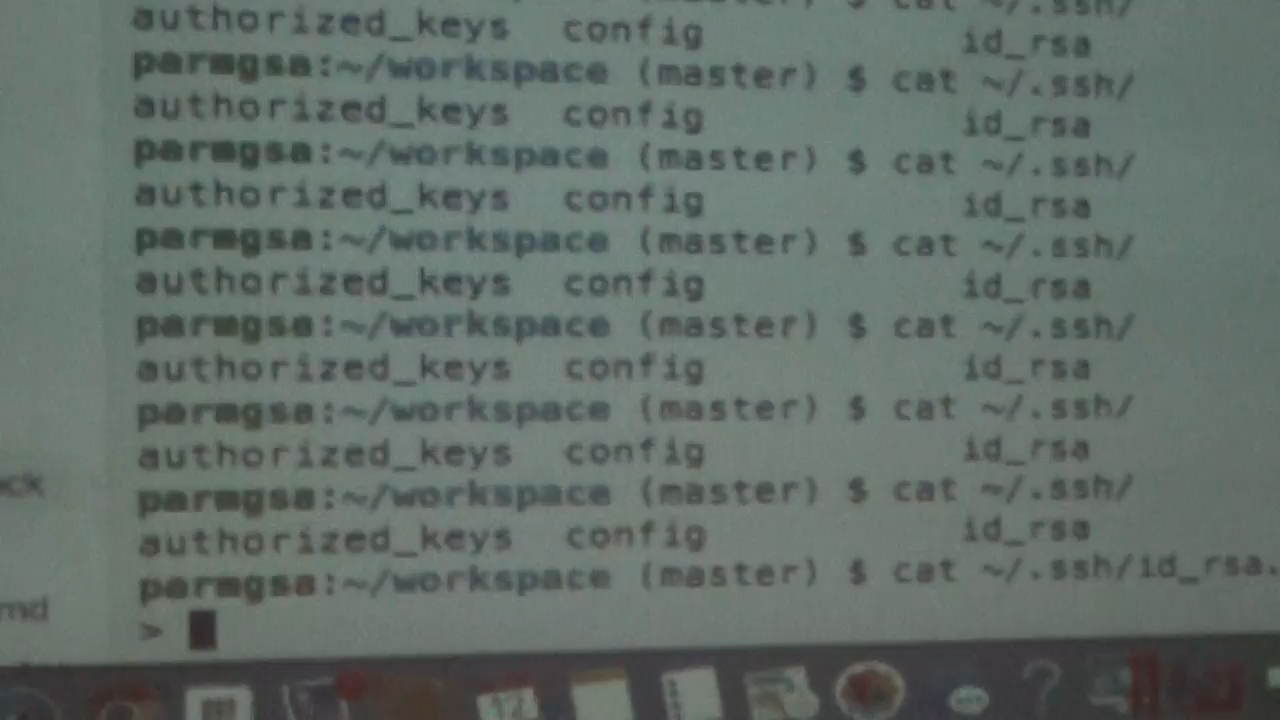 (master) $ cat ~/.ssh/
authorized_keys config id_rsa
parmgsa:~/workspace (master) $ cat ~/.ssh/
authorized_keys config id_rsa
parmgsa:~/workspace (master) $ cat ~/.ssh/
authorized_keys config id_rsa
parmgsa:~/workspace (master) $ cat ~/.ssh/
authorized_keys config id_rsa
parmgsa:~/workspace (master) $ cat ~/.ssh/
authorized_keys config id_rsa
parmgsa:~/workspace (master) $ cat ~/.ssh/
authorized_keys config id_rsa
parmgsa:~/workspace (master) $ cat ~/.ssh/
authorized_keys config id_rsa
parmgsa:~/workspace (master) $ cat ~/.ssh/id_rsa.
>